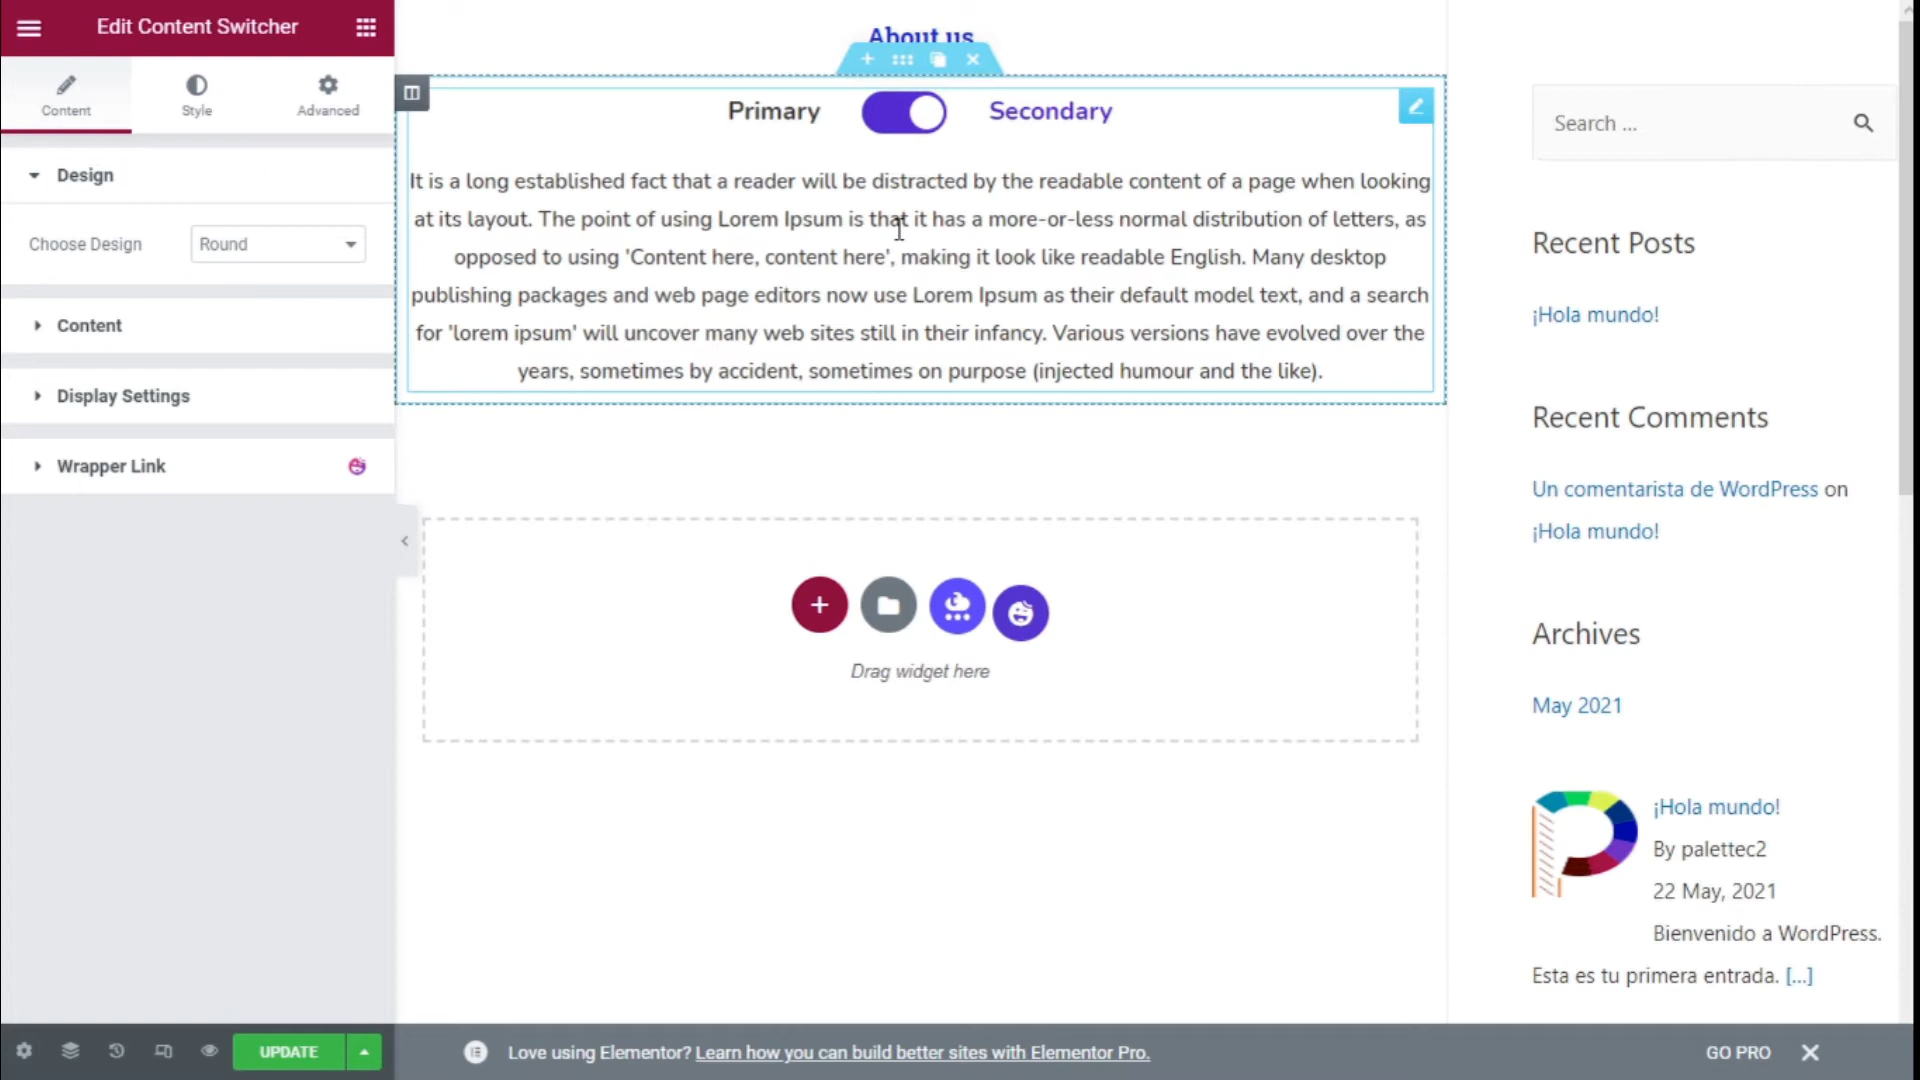 Edit Content Switcher
Content
Style
Advanced
Design
Choose Design
Round
Content
Display Settings
Wrapper Link
UPDATE
About us
Primary
Secondary
It is a long established fact that a reader will be distracted by the readable content of a page when looking
at its layout. The point of using Lorem Ipsum is that it has a more-or-less normal distribution of letters, as
opposed to using 'Content here, content here', making it look like readable English. Many desktop
publishing packages and web page editors now use Lorem Ipsum as their default model text, and a search
for 'lorem ipsum' will uncover many web sites still in their infancy. Various versions have evolved over the
years, sometimes by accident, sometimes on purpose (injected humour and the like).
Drag widget here
Search ...
Recent Posts
¡Hola mundo!
Recent Comments
Un comentarista de WordPress on
¡Hola mundo!
Archives
May 2021
¡Hola mundo!
By palettec2
22 May, 2021
Bienvenido a WordPress.
Esta es tu primera entrada. [...]
Love using Elementor? Learn how you can build better sites with Elementor Pro.
GO PRO